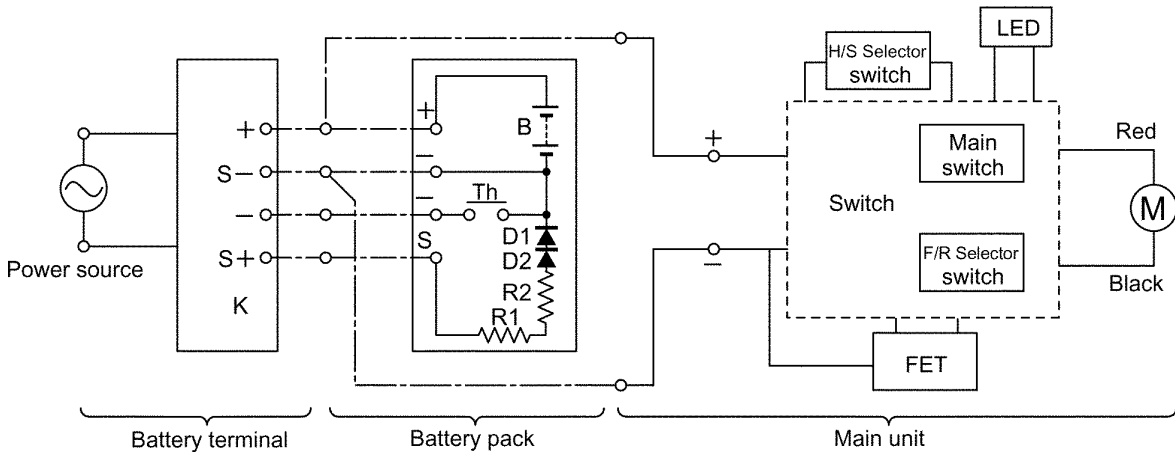 Power source
+
S−
−
S+
K
Battery terminal
+
−
−
S
B
Th
D1
D2
R2
R1
Battery pack
+
−
H/S Selector
switch
LED
Main
switch
Switch
F/R Selector
switch
FET
Red
M
Black
Main unit